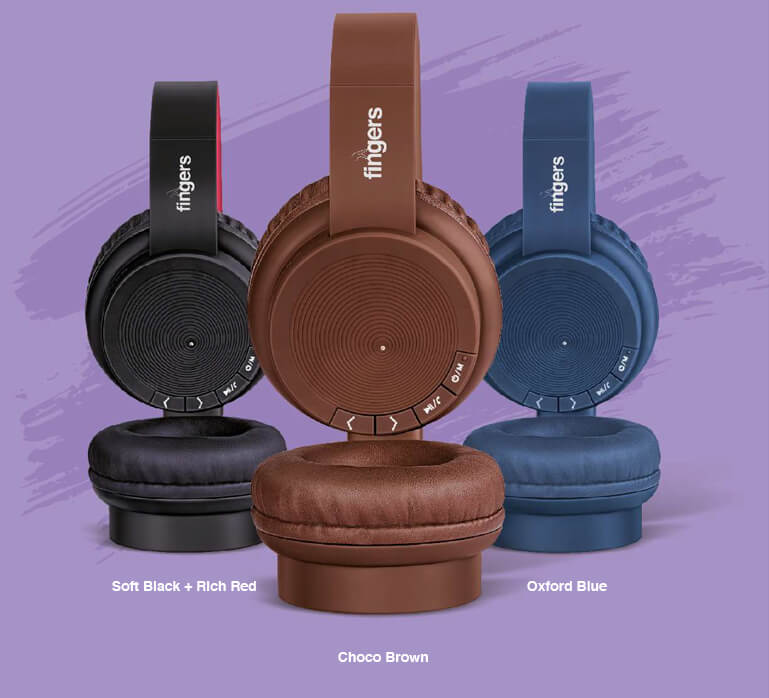 fingers
fingers
fingers
Soft Black + Rich Red
Oxford Blue
Choco Brown